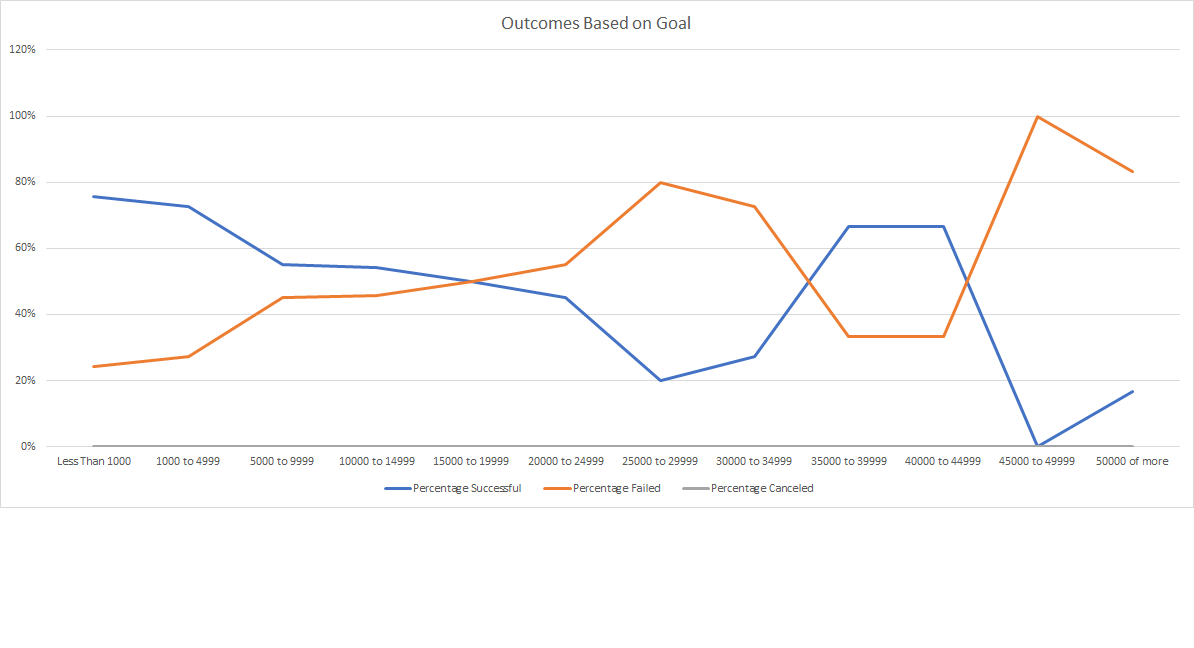 Outcomes Based on Goal
120%
100%
80%
60%
40%
20%
0%
Less Than 1000 1000 to 4999 5000 to 9999 10000 to 14999 15000 to 19999 20000 to 24999 25000 to 29999 30000 to 34999 35000 to 39999 40000 to 44999 45000 to 49999 50000 of more
Percentage Successful Percentage Failed Percentage Canceled